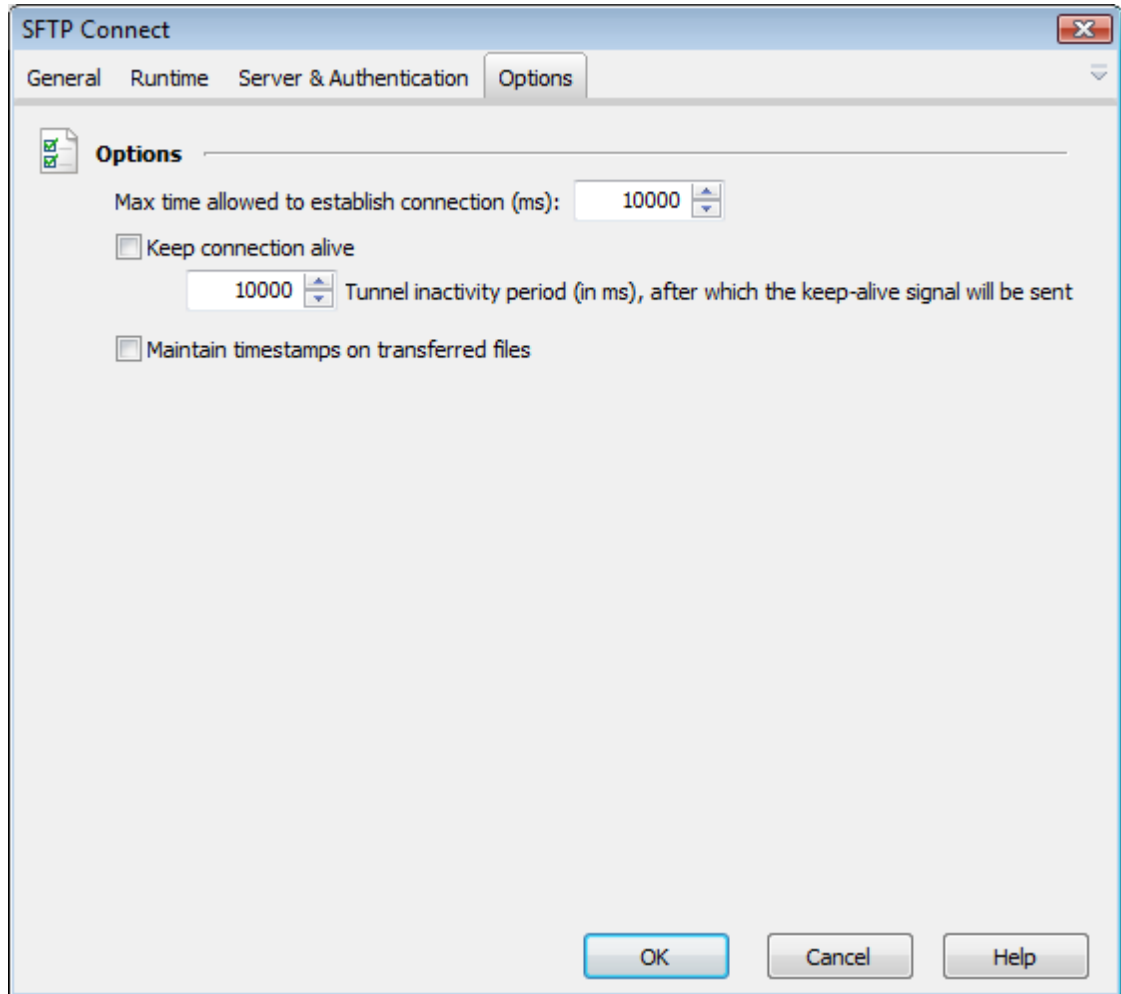 SFTP Connect
General Runtime Server & Authentication Options
Options
Max time allowed to establish connection (ms): 10000
Keep connection alive
10000 Tunnel inactivity period (in ms), after which the keep-alive signal will be sent
Maintain timestamps on transferred files
OK Cancel Help